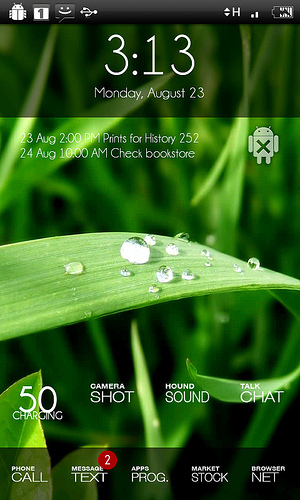 1 H
3:13
Monday, August 23
23 Aug 2:00 PM Prints for History 252
24 Aug 10:00 AM Check bookstore
50
CHARGING
CAMERA SHOT
HOUND SOUND
TALK CHAT
2
PHONE CALL
MESSAGE TEXT
APPS PROG.
MARKET STOCK
BROWSER NET